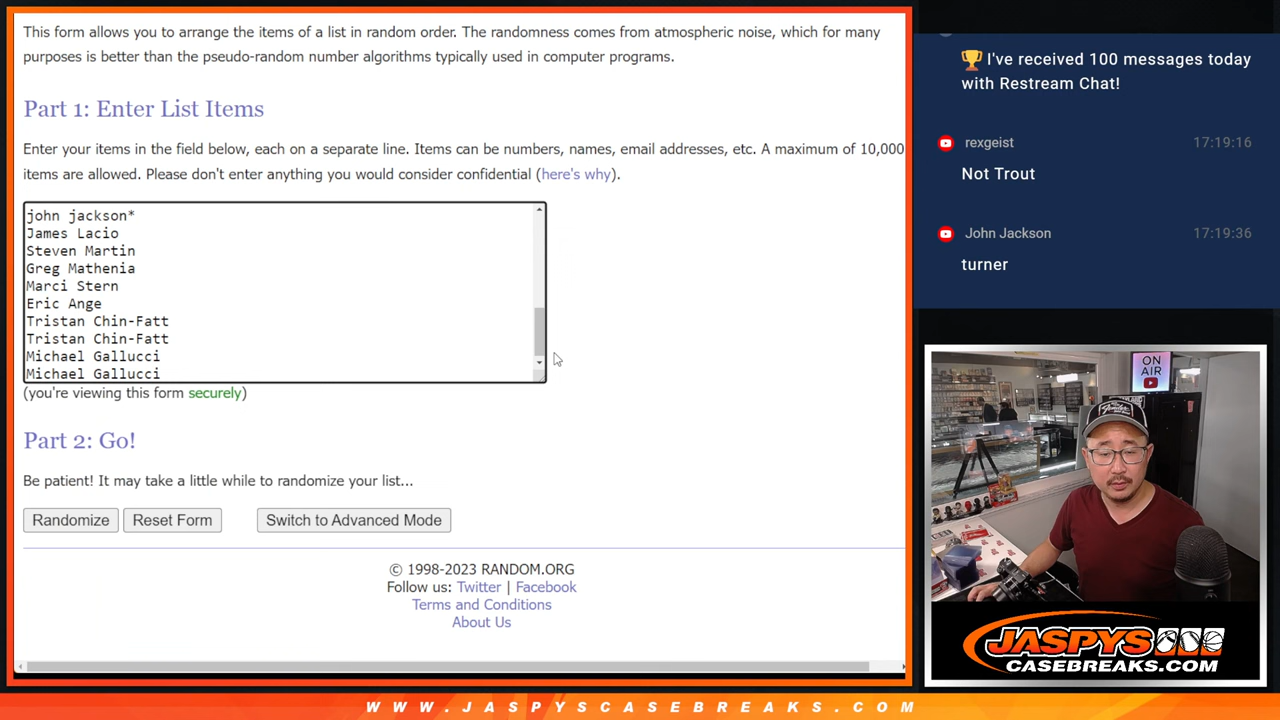 This form allows you to arrange the items of a list in random order. The randomness comes from atmospheric noise, which for many
purposes is better than the pseudo-random number algorithms typically used in computer programs.
Part 1: Enter List Items
Enter your items in the field below, each on a separate line. Items can be numbers, names, email addresses, etc. A maximum of 10,000
items are allowed. Please don't enter anything you would consider confidential (here's why).
john jackson*
James Lacio
Steven Martin
Greg Mathenia
Marci Stern
Eric Ange
Tristan Chin-Fatt
Tristan Chin-Fatt
Michael Gallucci
Michael Gallucci
(you're viewing this form securely)
Part 2: Go!
Be patient! It may take a little while to randomize your list...
Randomize
Reset Form
Switch to Advanced Mode
© 1998-2023 RANDOM.ORG
Follow us: Twitter | Facebook
Terms and Conditions
About Us
🏆 I've received 100 messages today
with Restream Chat!
rexgeist 17:19:16
Not Trout
John Jackson 17:19:36
turner
ON
AIR
JASPYS
CASEBREAKS.COM
WWW.JASPYSCASEBREAKS.COM